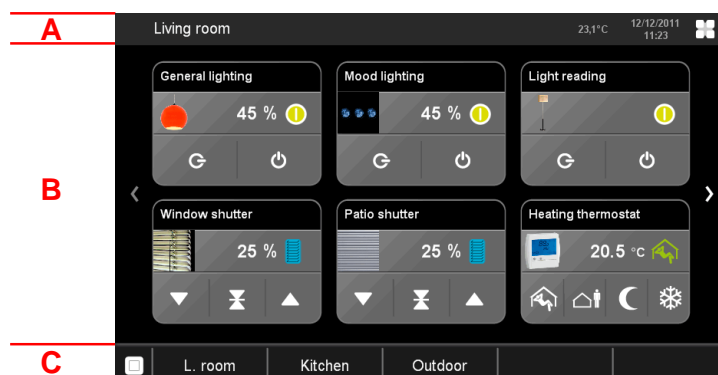 A
Living room
23,1°C
12/12/2011
11:23
B
General lighting
45 %
Mood lighting
45 %
Light reading
Window shutter
25 %
Patio shutter
25 %
Heating thermostat
20.5 °C
C
L. room
Kitchen
Outdoor